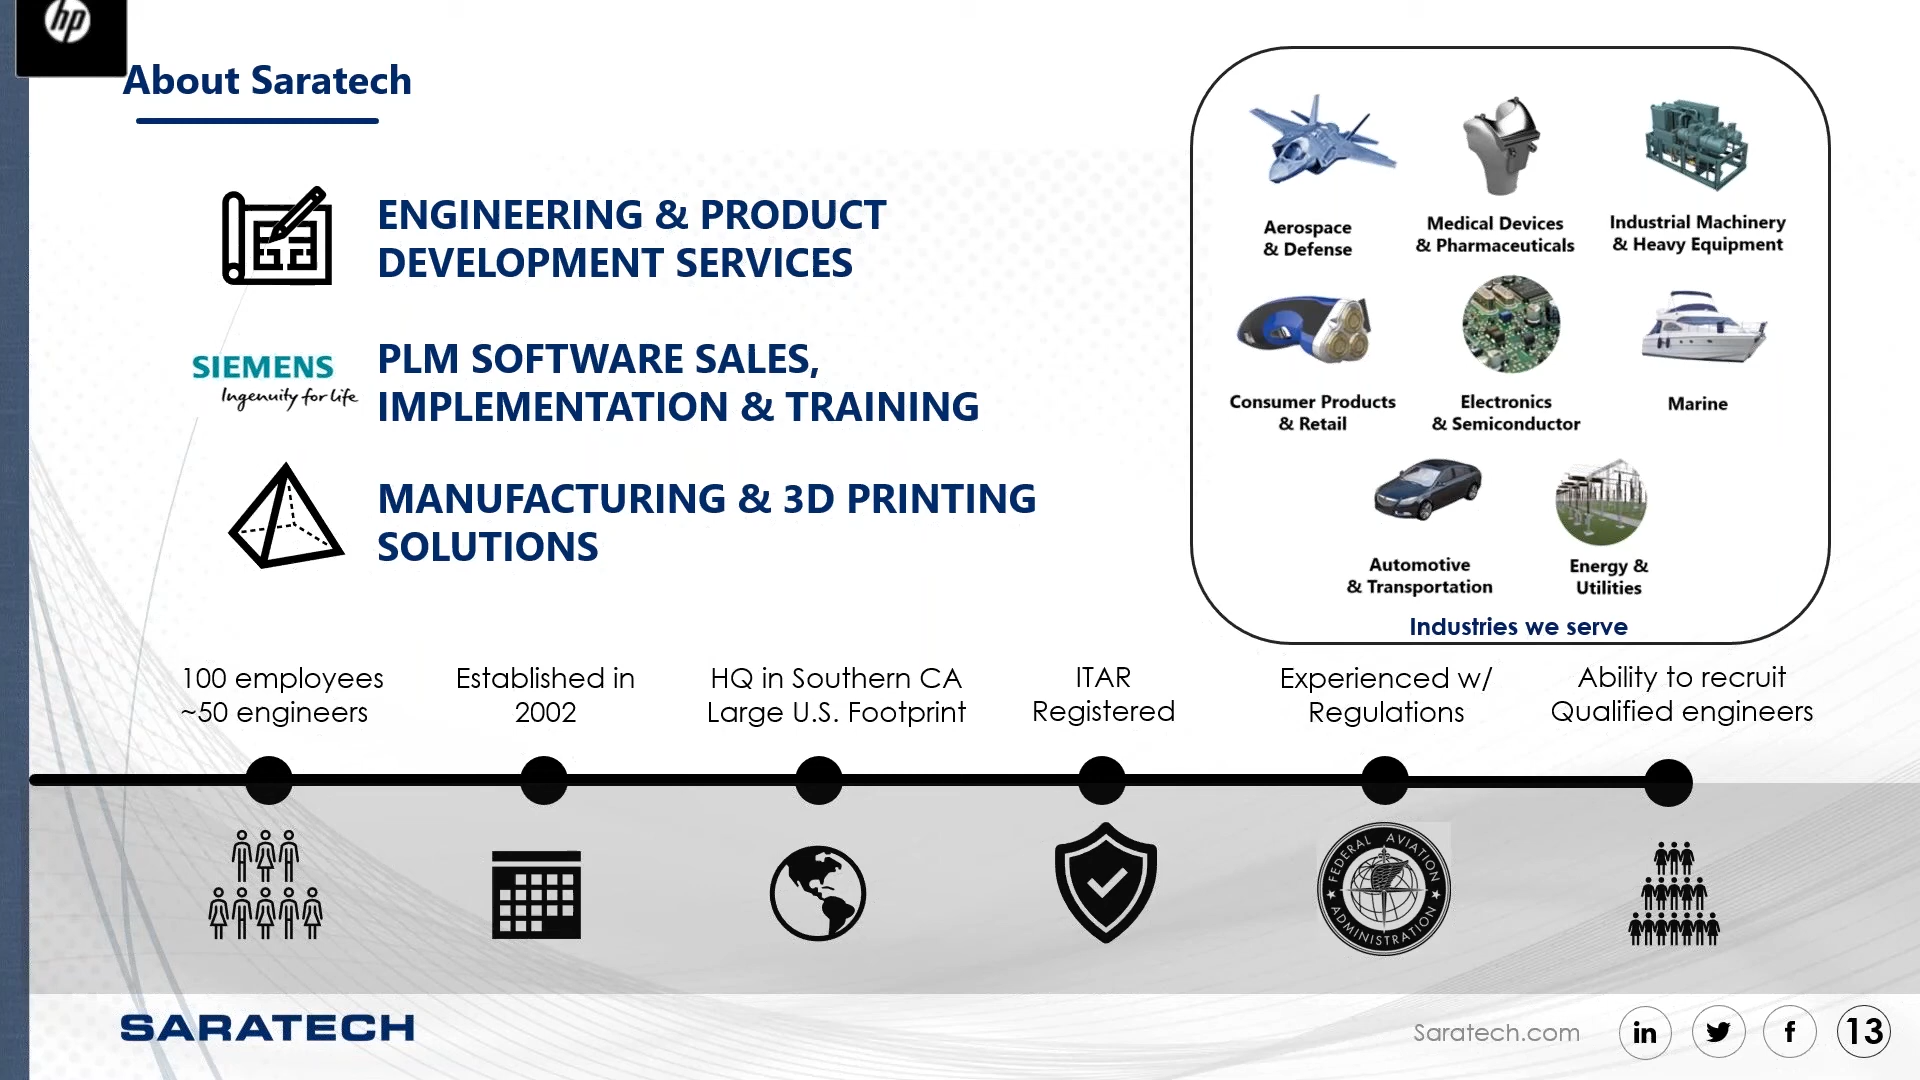 hp
About Saratech
ENGINEERING & PRODUCT
DEVELOPMENT SERVICES
SIEMENS
Ingenuity for life
PLM SOFTWARE SALES,
IMPLEMENTATION & TRAINING
MANUFACTURING & 3D PRINTING
SOLUTIONS
Aerospace
& Defense
Medical Devices
& Pharmaceuticals
Industrial Machinery
& Heavy Equipment
Consumer Products
& Retail
Electronics
& Semiconductor
Marine
Automotive
& Transportation
Energy &
Utilities
Industries we serve
100 employees
~50 engineers
Established in
2002
HQ in Southern CA
Large U.S. Footprint
ITAR
Registered
Experienced w/
Regulations
Ability to recruit
Qualified engineers
FEDERAL AVIATION
ADMINISTRATION
SARATECH
Saratech.com
in
f
13